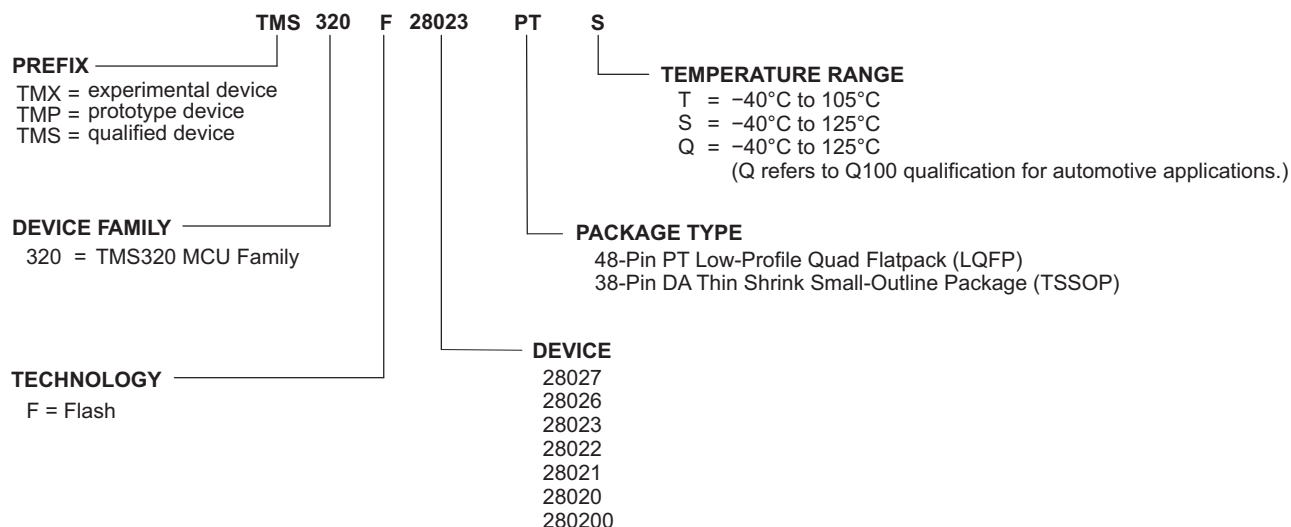 TMS 320 F 28023 PT S
PREFIX
TMX = experimental device
TMP = prototype device
TMS = qualified device
TEMPERATURE RANGE
T = −40°C to 105°C
S = −40°C to 125°C
Q = −40°C to 125°C
(Q refers to Q100 qualification for automotive applications.)
DEVICE FAMILY
320 = TMS320 MCU Family
PACKAGE TYPE
48-Pin PT Low-Profile Quad Flatpack (LQFP)
38-Pin DA Thin Shrink Small-Outline Package (TSSOP)
TECHNOLOGY
F = Flash
DEVICE
28027
28026
28023
28022
28021
28020
280200